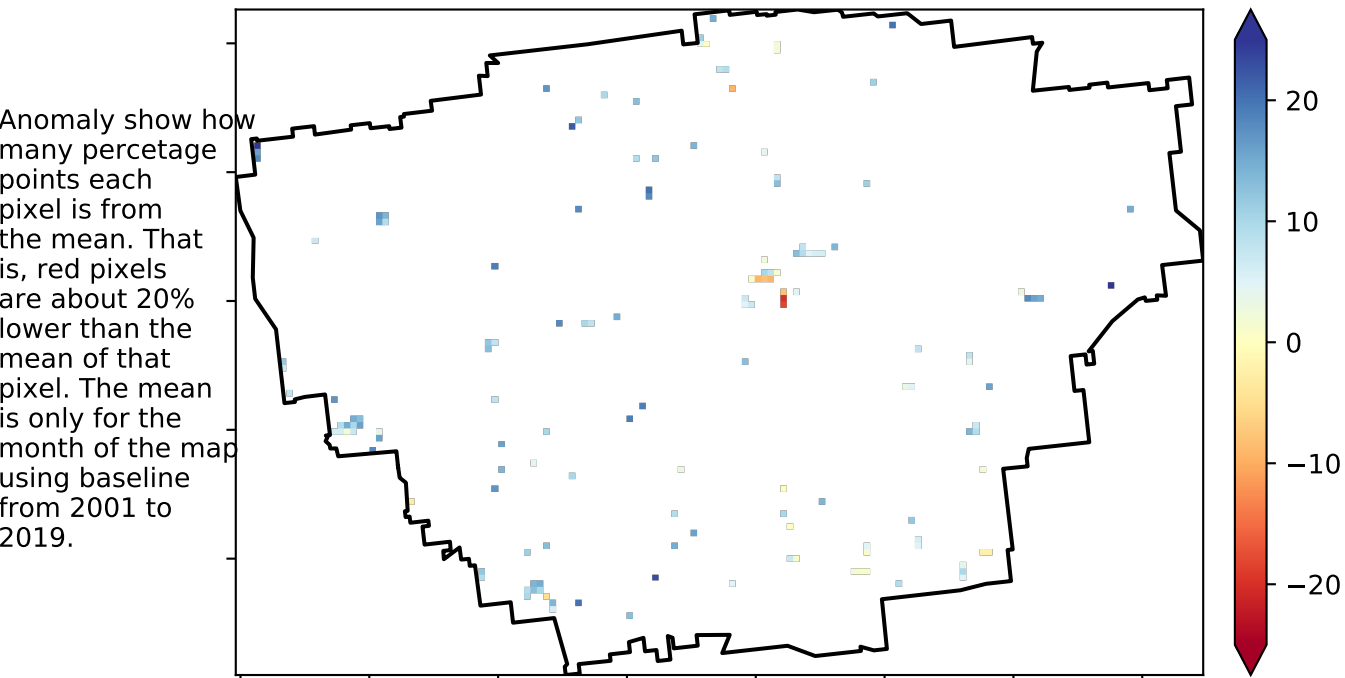 Anomaly show how
many percetage
points each
pixel is from
the mean. That
is, red pixels
are about 20%
lower than the
mean of that
pixel. The mean
is only for the
month of the map
using baseline
from 2001 to
2019.
20
10
0
−10
−20